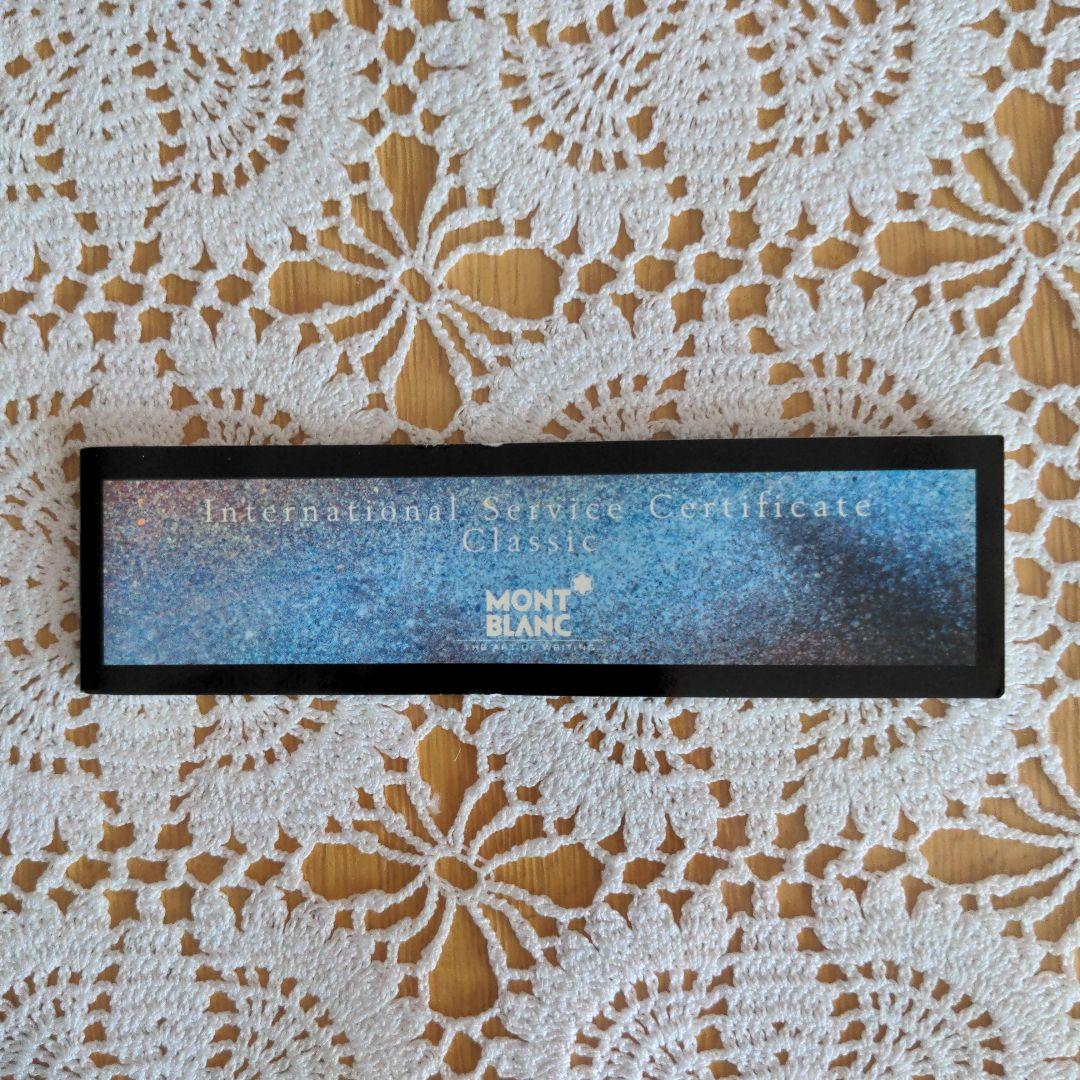 International Service Certificate
Classic
MONT
BLANC
THE ART OF WRITING